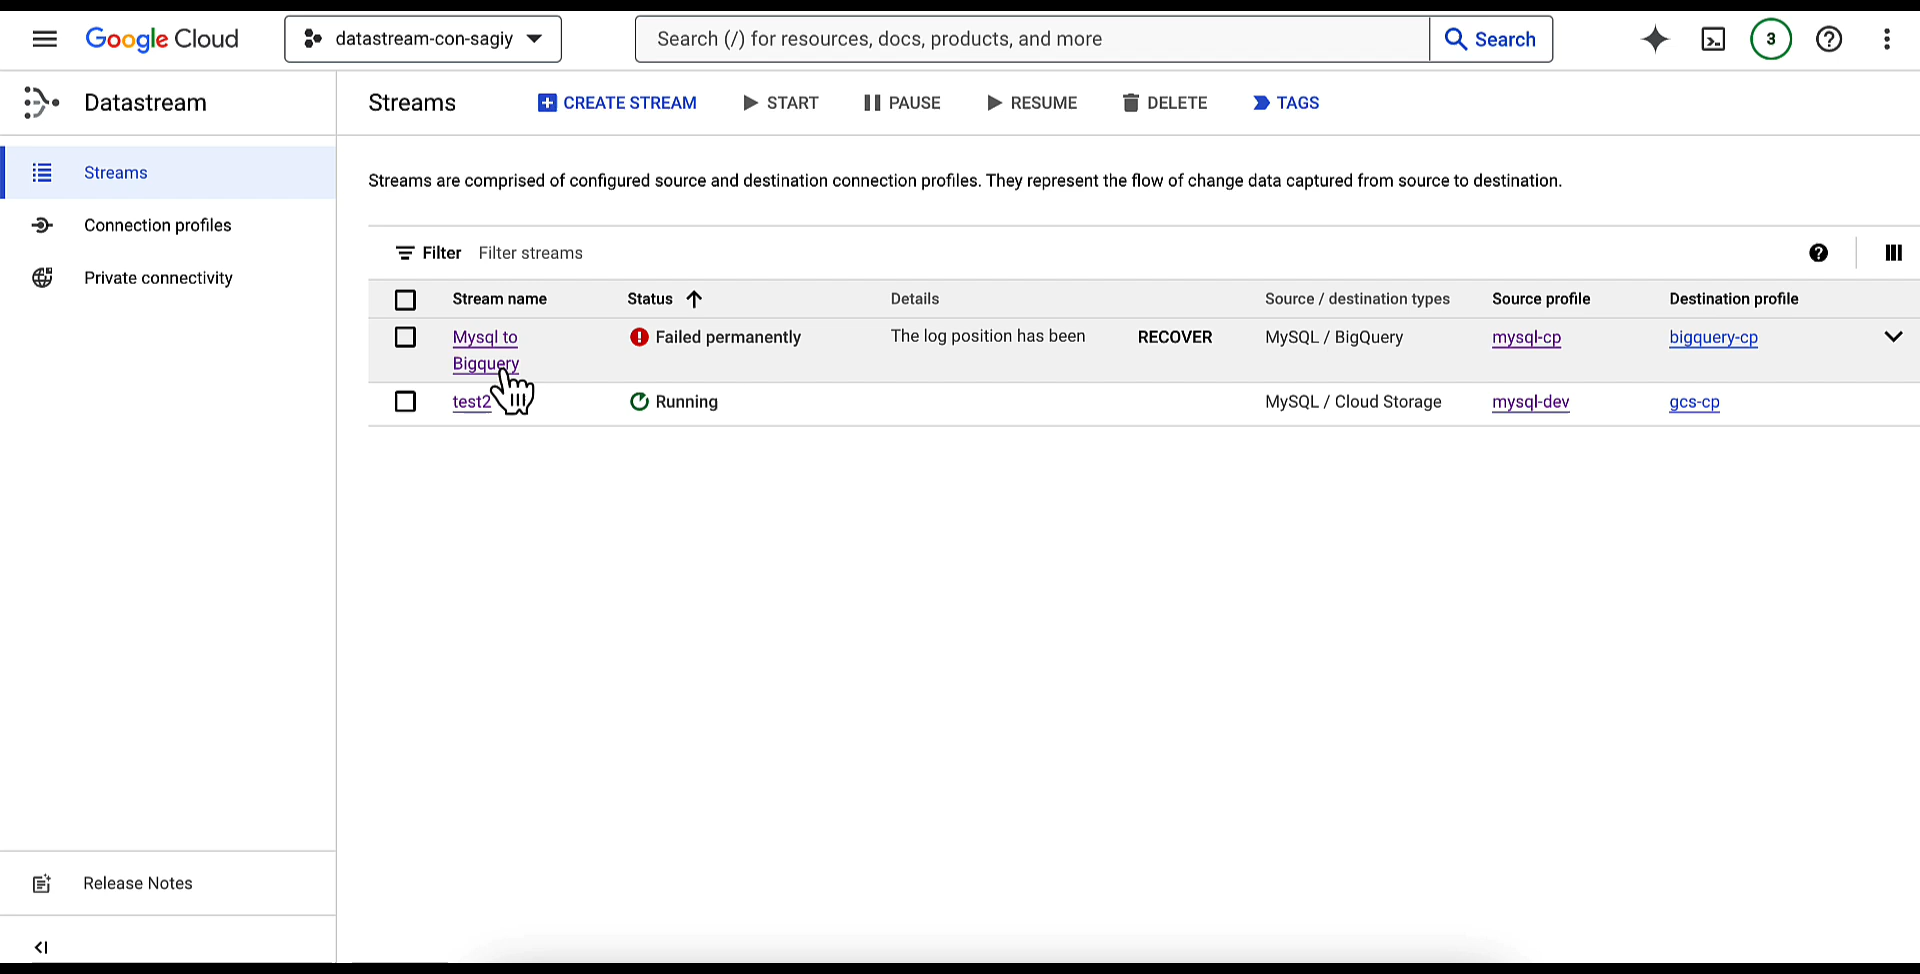 Google Cloud
datastream-con-sagiy
Search (/) for resources, docs, products, and more
Search
3
Datastream
Streams
CREATE STREAM
START
PAUSE
RESUME
DELETE
TAGS
Streams
Connection profiles
Private connectivity
Streams are comprised of configured source and destination connection profiles. They represent the flow of change data captured from source to destination.
Filter Filter streams
Stream name Status Details Source / destination types Source profile Destination profile
Mysql to Failed permanently The log position has been RECOVER MySQL / BigQuery mysql-cp bigquery-cp
Bigquery
test2 Running MySQL / Cloud Storage mysql-dev gcs-cp
Release Notes